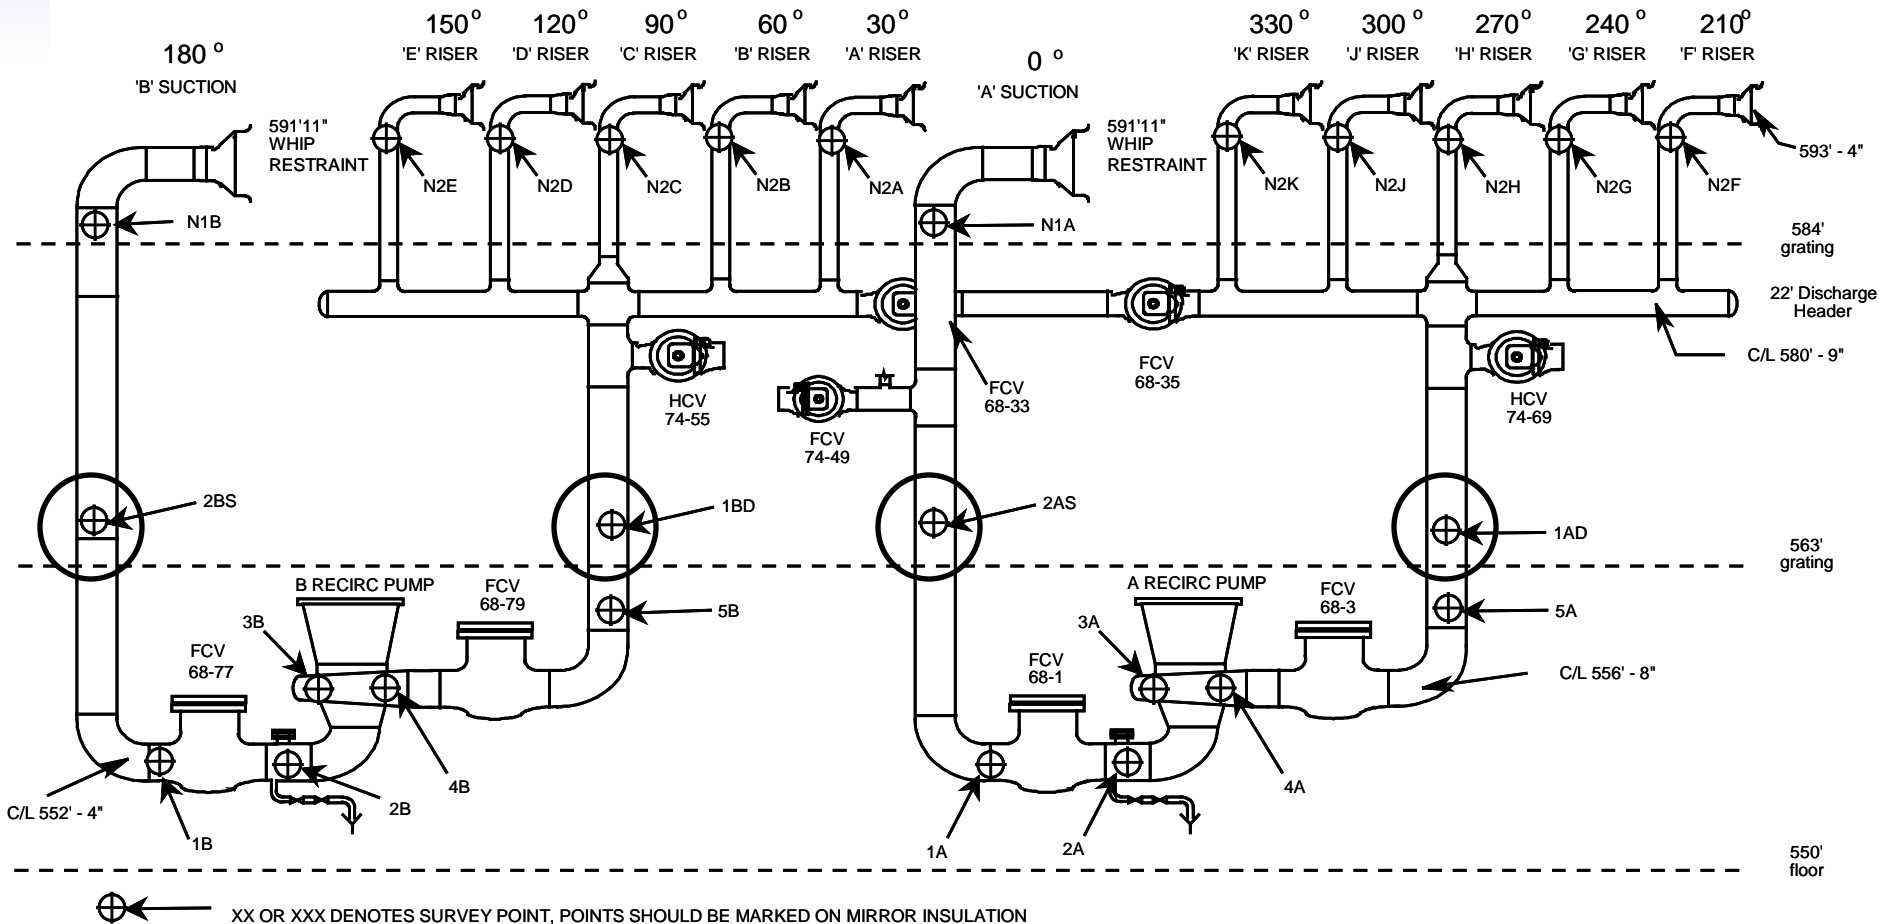 150 o
120 o
90 o
60 o
30 o
330 o
300 o
270 o
240 o
210 o
180 o
'E' RISER
'D' RISER
'C' RISER
'B' RISER
'A' RISER
0 o
'K' RISER
'J' RISER
'H' RISER
'G' RISER
'F' RISER
'B' SUCTION
'A' SUCTION
591'11"
WHIP
RESTRAINT
591'11"
WHIP
RESTRAINT
593' - 4"
N2E
N2D
N2C
N2B
N2A
N2K
N2J
N2H
N2G
N2F
N1B
N1A
584'
grating
22' Discharge
Header
C/L 580' - 9"
FCV
68-35
FCV
68-33
HCV
74-55
HCV
74-69
FCV
74-49
2BS
1BD
2AS
1AD
563'
grating
B RECIRC PUMP
FCV
68-79
A RECIRC PUMP
FCV
68-3
5B
5A
3B
3A
FCV
68-77
FCV
68-1
C/L 556' - 8"
4B
4A
C/L 552' - 4"
2B
1B
1A
2A
550'
floor
XX OR XXX DENOTES SURVEY POINT, POINTS SHOULD BE MARKED ON MIRROR INSULATION